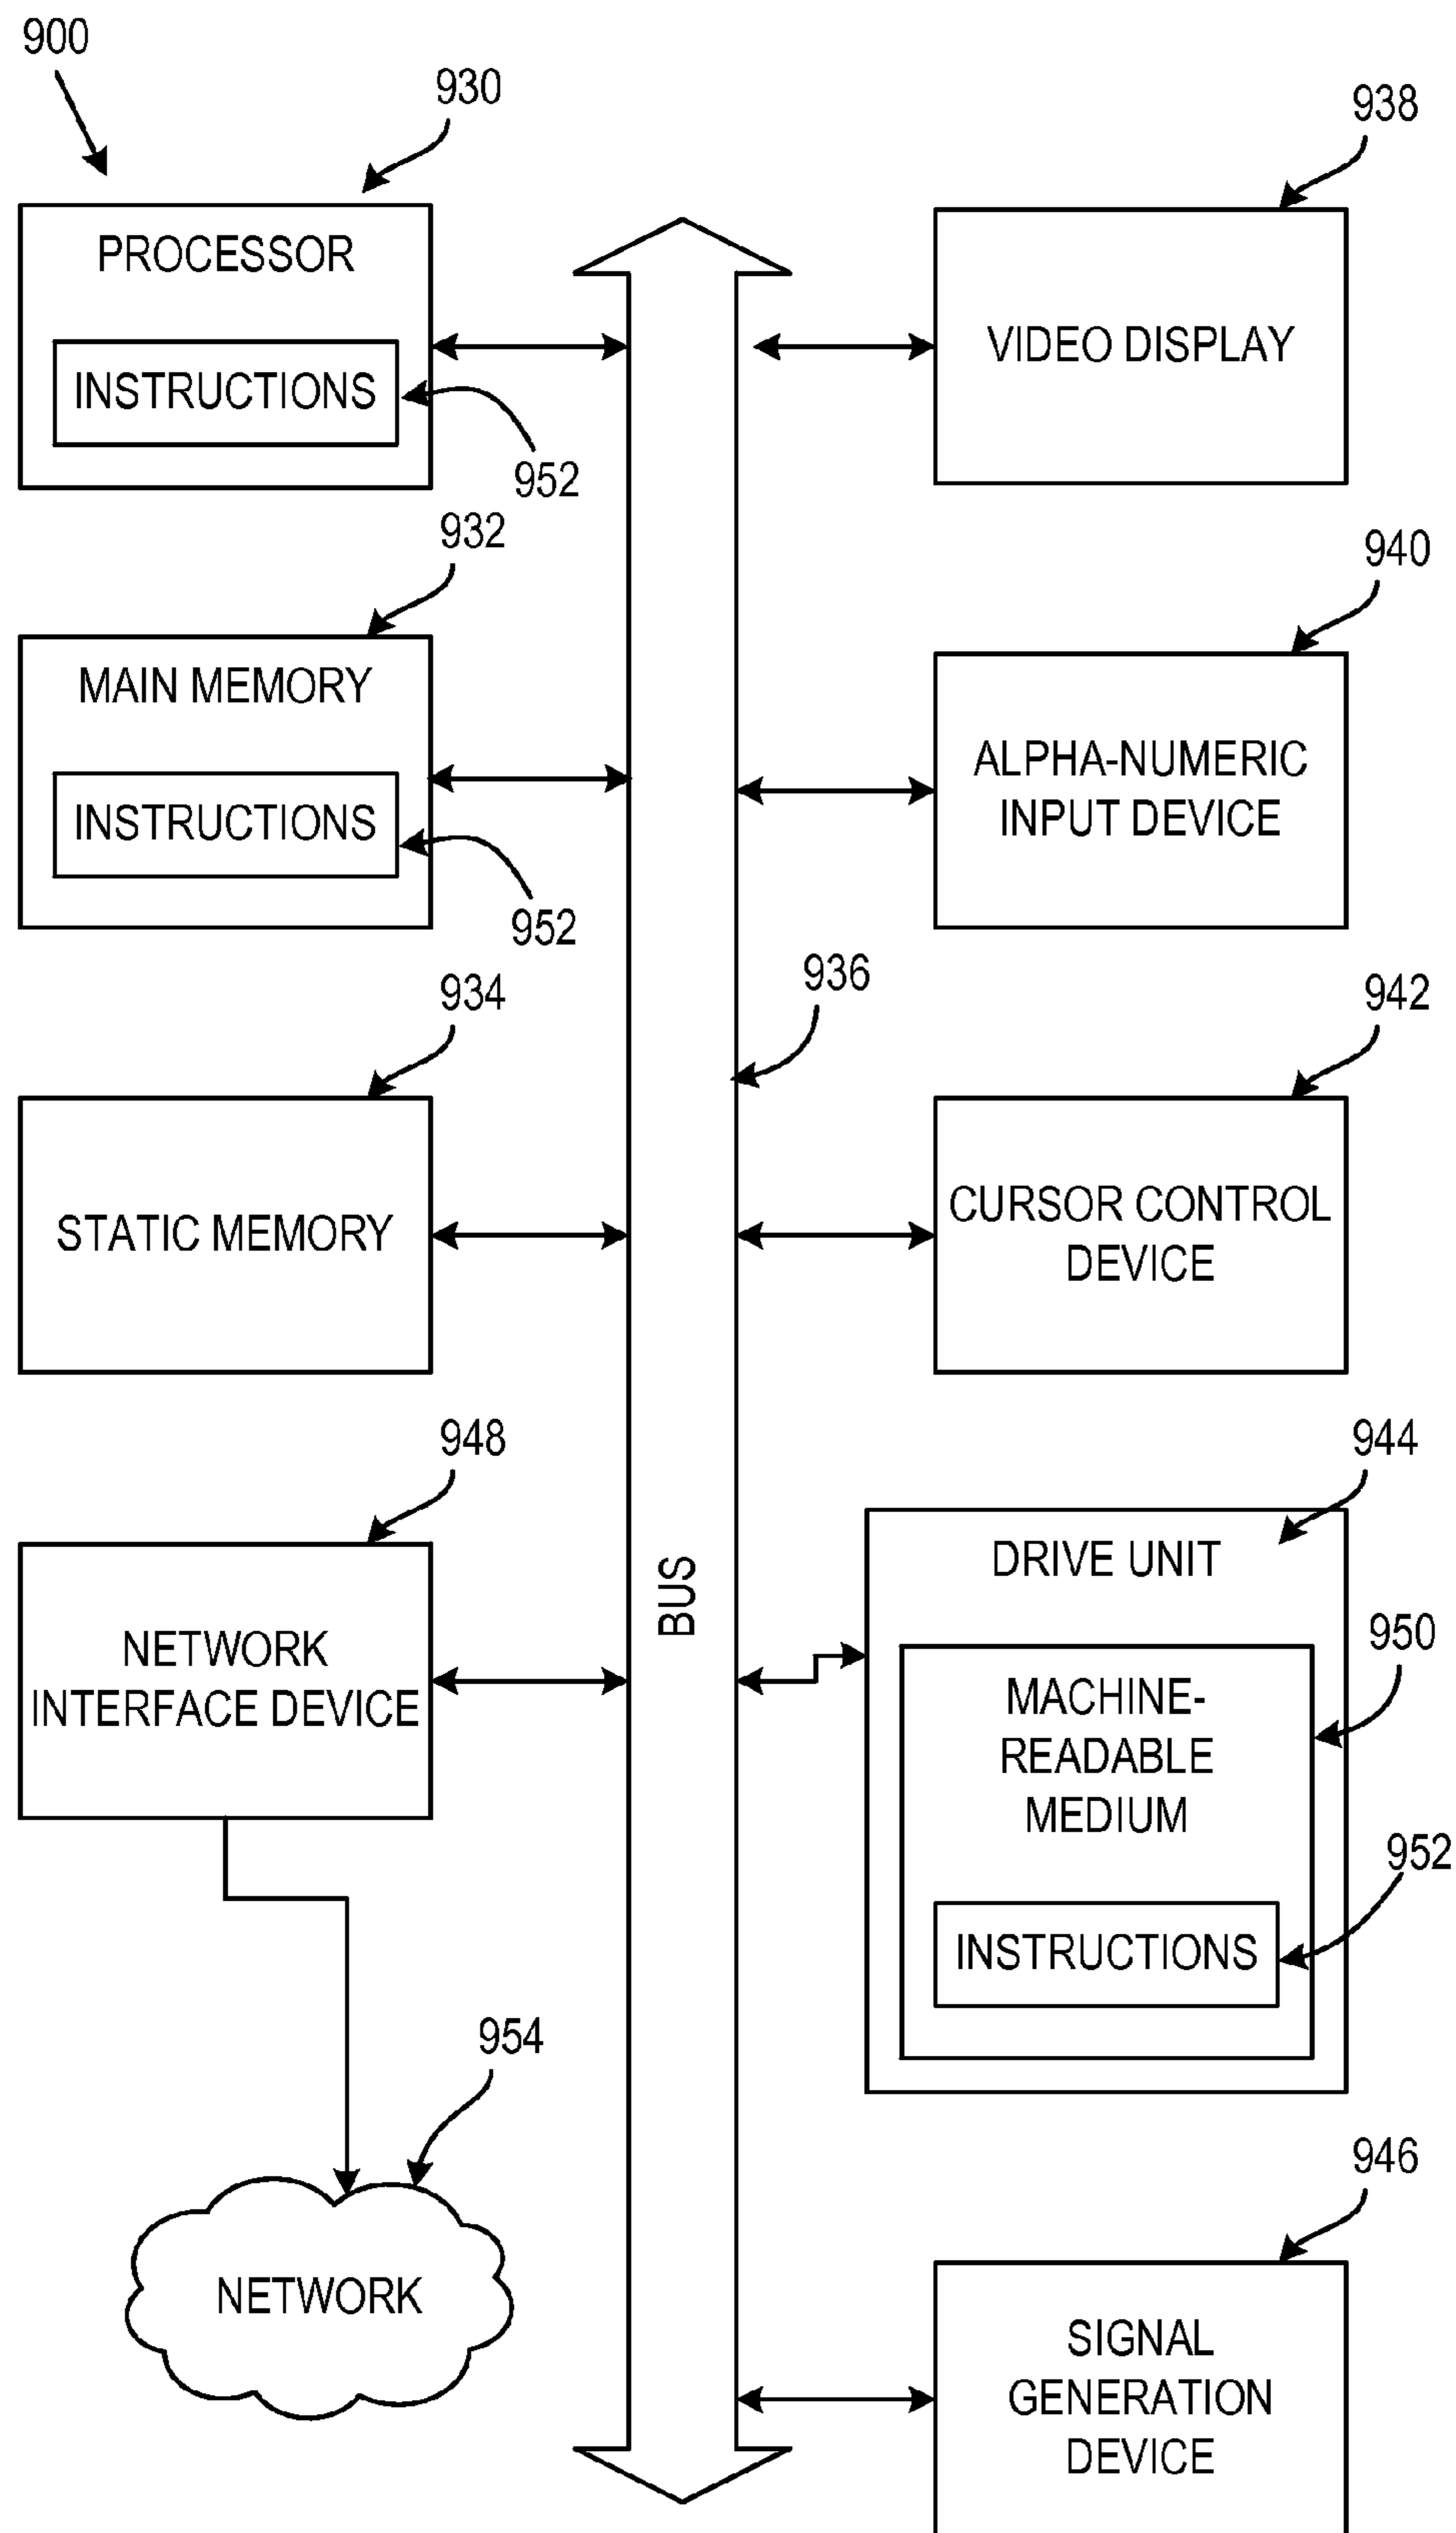 900
930
PROCESSOR
INSTRUCTIONS
952
932
MAIN MEMORY
INSTRUCTIONS
952
934
STATIC MEMORY
948
NETWORK
INTERFACE DEVICE
954
NETWORK
BUS
936
938
VIDEO DISPLAY
940
ALPHA-NUMERIC
INPUT DEVICE
942
CURSOR CONTROL
DEVICE
944
DRIVE UNIT
950
MACHINE-
READABLE
MEDIUM
952
INSTRUCTIONS
946
SIGNAL
GENERATION
DEVICE